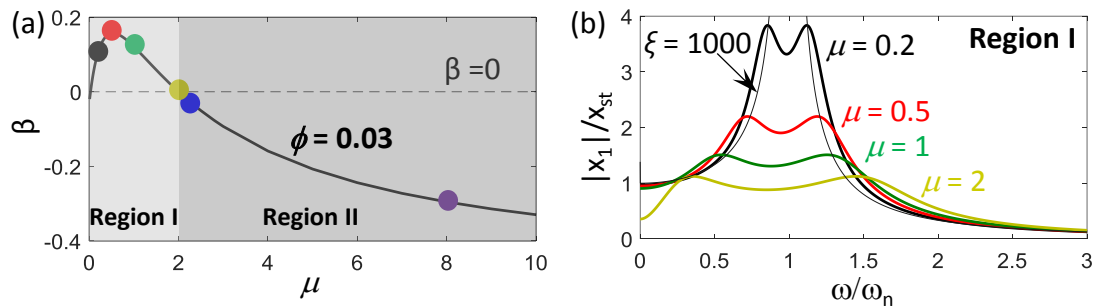 (a)
0.2
0
-0.2
-0.4
β
β=0
ϕ = 0.03
Region I
Region II
0 2 4 6 8 10
μ
(b)
4
3
2
1
0
|x₁|/xₛₜ
ξ = 1000
μ = 0.2
Region I
μ = 0.5
μ = 1
μ = 2
0 0.5 1 1.5 2 2.5 3
ω/ωₙ